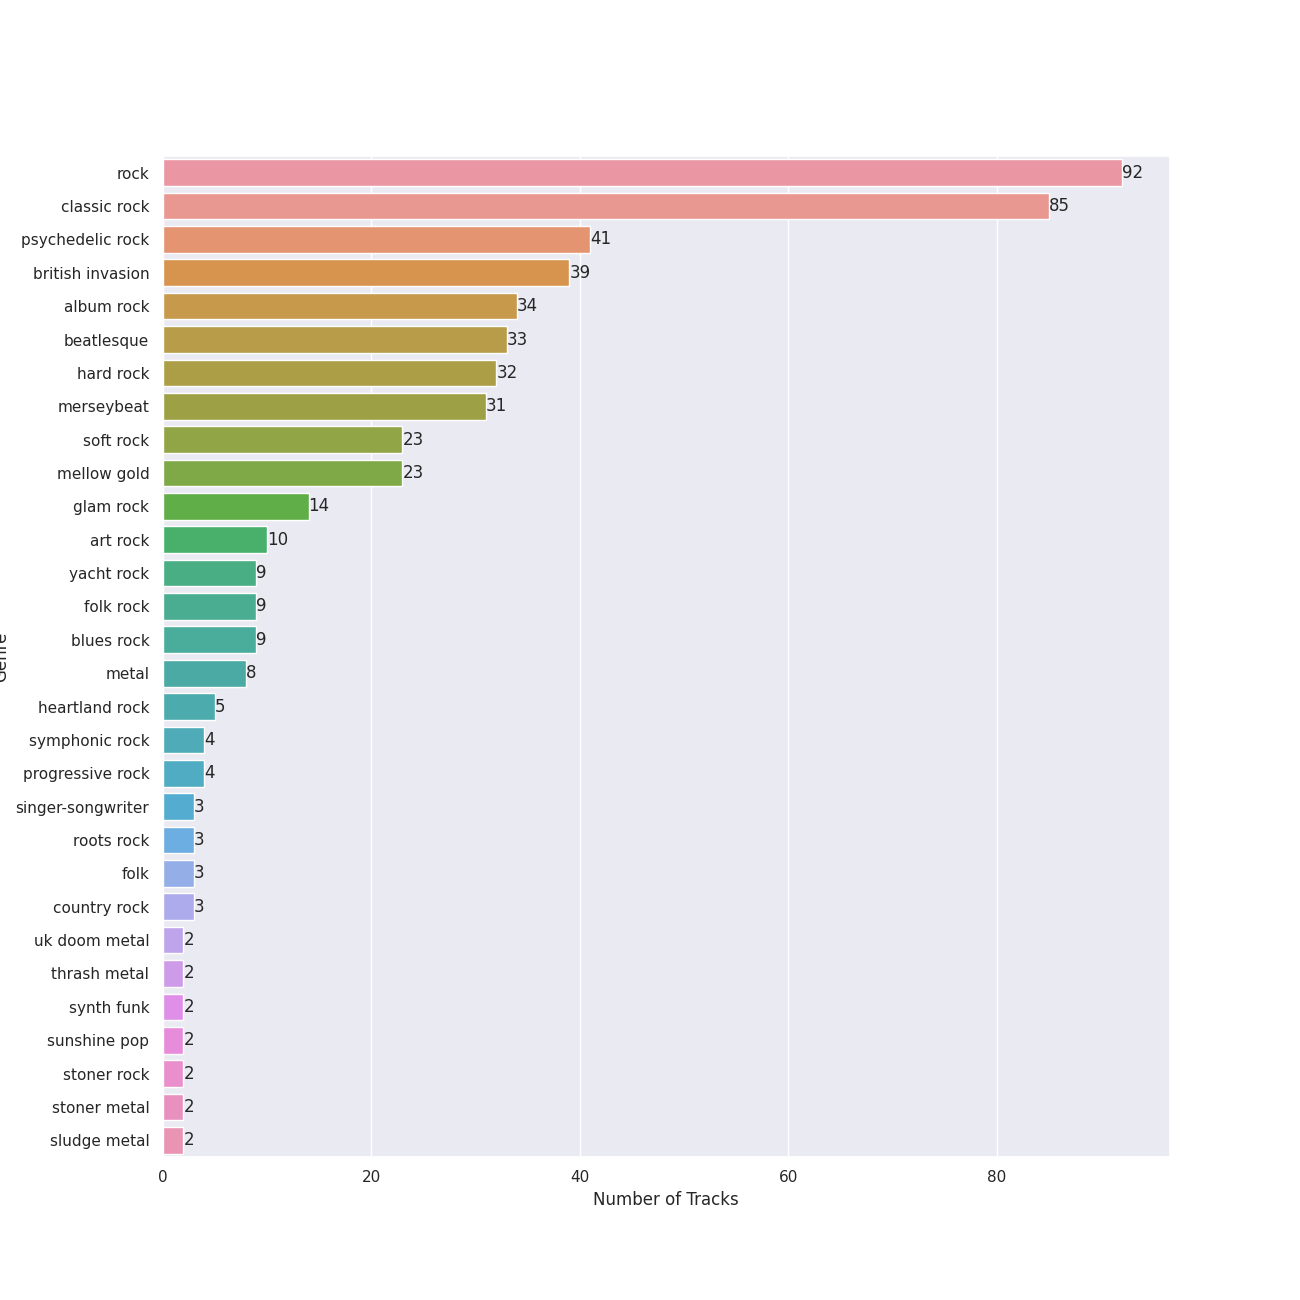 rock 92
classic rock 85
psychedelic rock 41
british invasion 39
album rock 34
beatlesque 33
hard rock 32
merseybeat 31
soft rock 23
mellow gold 23
glam rock 14
art rock 10
yacht rock 9
folk rock 9
blues rock 9
metal 8
heartland rock 5
symphonic rock 4
progressive rock 4
singer-songwriter 3
roots rock 3
folk 3
country rock 3
uk doom metal 2
thrash metal 2
synth funk 2
sunshine pop 2
stoner rock 2
stoner metal 2
sludge metal 2
0 20 40 60 80
Number of Tracks
Genre